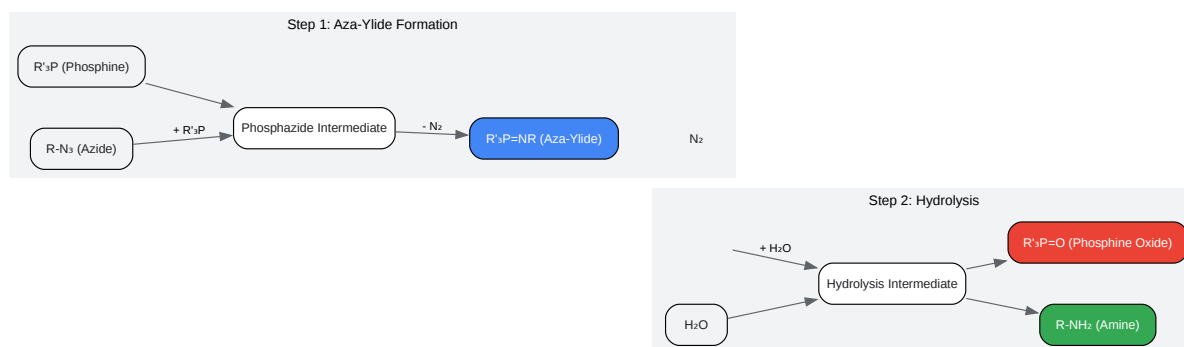 Step 1: Aza-Ylide Formation
R'₃P (Phosphine)
R-N₃ (Azide)
+ R'₃P
Phosphazide Intermediate
- N₂
R'₃P=NR (Aza-Ylide)
N₂
Step 2: Hydrolysis
+ H₂O
H₂O
Hydrolysis Intermediate
R'₃P=O (Phosphine Oxide)
R-NH₂ (Amine)